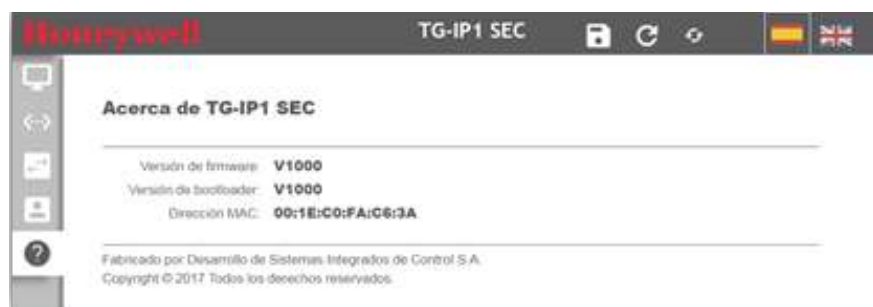 Honeywell
TG-IP1 SEC
Acerca de TG-IP1 SEC
Versión de firmware: V1000
Versión de bootloader: V1000
Dirección MAC: 00:1E:C0:FA:C6:3A
Fabricado por Desarrollo de Sistemas Integrados de Control S.A.
Copyright © 2017 Todos los derechos reservados.